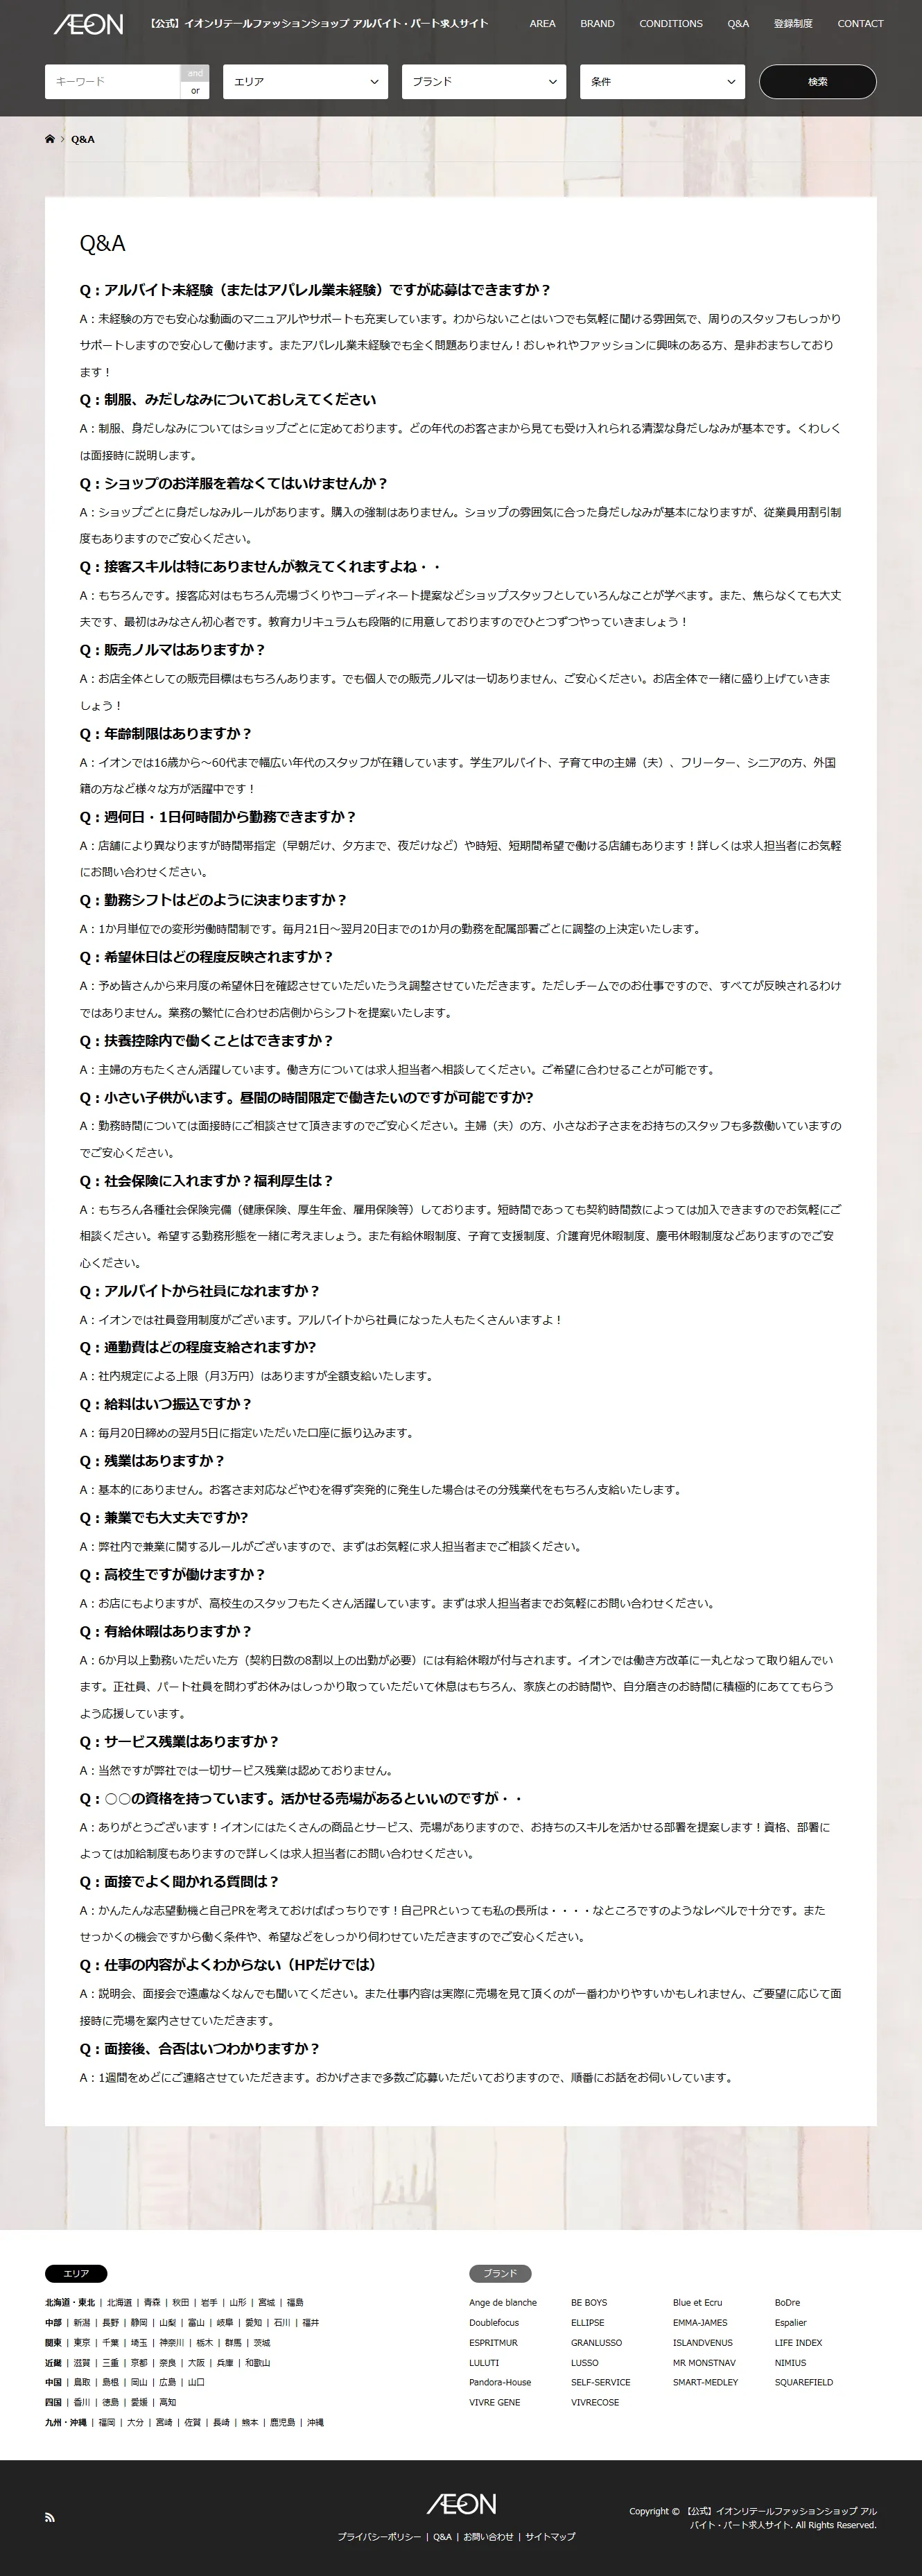 ÆON 【公式】イオンリテールファッションショップ アルバイト・パート求人サイト AREA BRAND CONDITIONS Q&A 登録制度 CONTACT
キーワード and or エリア ブランド 条件 検索
Q&A
Q&A
Q：アルバイト未経験（またはアパレル業未経験）ですが応募はできますか？
A：未経験の方でも安心な動画のマニュアルやサポートも充実しています。わからないことはいつでも気軽に聞ける雰囲気で、周りのスタッフもしっかり
サポートしますので安心して働けます。またアパレル業未経験でも全く問題ありません！おしゃれやファッションに興味のある方、是非おまちしており
ます！
Q：制服、みだしなみについておしえてください
A：制服、身だしなみについてはショップごとに定めております。どの年代のお客さまから見ても受け入れられる清潔な身だしなみが基本です。くわしく
は面接時に説明します。
Q：ショップのお洋服を着なくてはいけませんか？
A：ショップごとに身だしなみルールがあります。購入の強制はありません。ショップの雰囲気に合った身だしなみが基本になりますが、従業員用割引制
度もありますのでご安心ください。
Q：接客スキルは特にありませんが教えてくれますよね・・
A：もちろんです。接客応対はもちろん売場づくりやコーディネート提案などショップスタッフとしていろんなことが学べます。また、焦らなくても大丈
夫です、最初はみなさん初心者です。教育カリキュラムも段階的に用意しておりますのでひとつずつやっていきましょう！
Q：販売ノルマはありますか？
A：お店全体としての販売目標はもちろんあります。でも個人での販売ノルマは一切ありません、ご安心ください。お店全体で一緒に盛り上げていきま
しょう！
Q：年齢制限はありますか？
A：イオンでは16歳から～60代まで幅広い年代のスタッフが在籍しています。学生アルバイト、子育て中の主婦（夫）、フリーター、シニアの方、外国
籍の方など様々な方が活躍中です！
Q：週何日・1日何時間から勤務できますか？
A：店舗により異なりますが時間帯指定（早朝だけ、夕方まで、夜だけなど）や時短、短期間希望で働ける店舗もあります！詳しくは求人担当者にお気軽
にお問い合わせください。
Q：勤務シフトはどのように決まりますか？
A：1か月単位での変形労働時間制です。毎月21日～翌月20日までの1か月の勤務を配属部署ごとに調整の上決定いたします。
Q：希望休日はどの程度反映されますか？
A：予め皆さんから来月度の希望休日を確認させていただいたうえ調整させていただきます。ただしチームでのお仕事ですので、すべてが反映されるわけ
ではありません。業務の繁忙に合わせお店側からシフトを提案いたします。
Q：扶養控除内で働くことはできますか？
A：主婦の方もたくさん活躍しています。働き方については求人担当者へ相談してください。ご希望に合わせることが可能です。
Q：小さい子供がいます。昼間の時間限定で働きたいのですが可能ですか?
A：勤務時間については面接時にご相談させて頂きますのでご安心ください。主婦（夫）の方、小さなお子さまをお持ちのスタッフも多数働いていますの
でご安心ください。
Q：社会保険に入れますか？福利厚生は？
A：もちろん各種社会保険完備（健康保険、厚生年金、雇用保険等）しております。短時間であっても契約時間数によっては加入できますのでお気軽にご
相談ください。希望する勤務形態を一緒に考えましょう。また有給休暇制度、子育て支援制度、介護育児休暇制度、慶弔休暇制度などありますのでご安
心ください。
Q：アルバイトから社員になれますか？
A：イオンでは社員登用制度がございます。アルバイトから社員になった人もたくさんいますよ！
Q：通勤費はどの程度支給されますか?
A：社内規定による上限（月3万円）はありますが全額支給いたします。
Q：給料はいつ振込ですか？
A：毎月20日締めの翌月5日に指定いただいた口座に振り込みます。
Q：残業はありますか？
A：基本的にありません。お客さま対応などやむを得ず突発的に発生した場合はその分残業代をもちろん支給いたします。
Q：兼業でも大丈夫ですか?
A：弊社内で兼業に関するルールがございますので、まずはお気軽に求人担当者までご相談ください。
Q：高校生ですが働けますか？
A：お店にもよりますが、高校生のスタッフもたくさん活躍しています。まずは求人担当者までお気軽にお問い合わせください。
Q：有給休暇はありますか？
A：6か月以上勤務いただいた方（契約日数の8割以上の出勤が必要）には有給休暇が付与されます。イオンでは働き方改革に一丸となって取り組んでい
ます。正社員、パート社員を問わずお休みはしっかり取っていただいて休息はもちろん、家族とのお時間や、自分磨きのお時間に積極的にあててもらう
よう応援しています。
Q：サービス残業はありますか？
A：当然ですが弊社では一切サービス残業は認めておりません。
Q：○○の資格を持っています。活かせる売場があるといいのですが・・
A：ありがとうございます！イオンにはたくさんの商品とサービス、売場がありますので、お持ちのスキルを活かせる部署を提案します！資格、部署に
よっては加給制度もありますので詳しくは求人担当者にお問い合わせください。
Q：面接でよく聞かれる質問は？
A：かんたんな志望動機と自己PRを考えておけばばっちりです！自己PRといっても私の長所は・・・・なところですのようなレベルで十分です。また
せっかくの機会ですから働く条件や、希望などをしっかり伺わせていただきますのでご安心ください。
Q：仕事の内容がよくわからない（HPだけでは）
A：説明会、面接会で遠慮なくなんでも聞いてください。また仕事内容は実際に売場を見て頂くのが一番わかりやすいかもしれません、ご要望に応じて面
接時に売場を案内させていただきます。
Q：面接後、合否はいつわかりますか？
A：1週間をめどにご連絡させていただきます。おかげさまで多数ご応募いただいておりますので、順番にお話をお伺いしています。
エリア
北海道・東北 | 北海道 | 青森 | 秋田 | 岩手 | 山形 | 宮城 | 福島
中部 | 新潟 | 長野 | 静岡 | 山梨 | 富山 | 岐阜 | 愛知 | 石川 | 福井
関東 | 東京 | 千葉 | 埼玉 | 神奈川 | 栃木 | 群馬 | 茨城
近畿 | 滋賀 | 三重 | 京都 | 奈良 | 大阪 | 兵庫 | 和歌山
中国 | 鳥取 | 島根 | 岡山 | 広島 | 山口
四国 | 香川 | 徳島 | 愛媛 | 高知
九州・沖縄 | 福岡 | 大分 | 宮崎 | 佐賀 | 長崎 | 熊本 | 鹿児島 | 沖縄
ブランド
Ange de blanche BE BOYS Blue et Ecru BoDre
Doublefocus ELLIPSE EMMA-JAMES Espalier
ESPRITMUR GRANLUSSO ISLANDVENUS LIFE INDEX
LULUTI LUSSO MR MONSTNAV NIMIUS
Pandora-House SELF-SERVICE SMART-MEDLEY SQUAREFIELD
VIVRE GENE VIVRECOSE
ÆON
プライバシーポリシー | Q&A | お問い合わせ | サイトマップ
Copyright © 【公式】イオンリテールファッションショップ アル
バイト・パート求人サイト. All Rights Reserved.